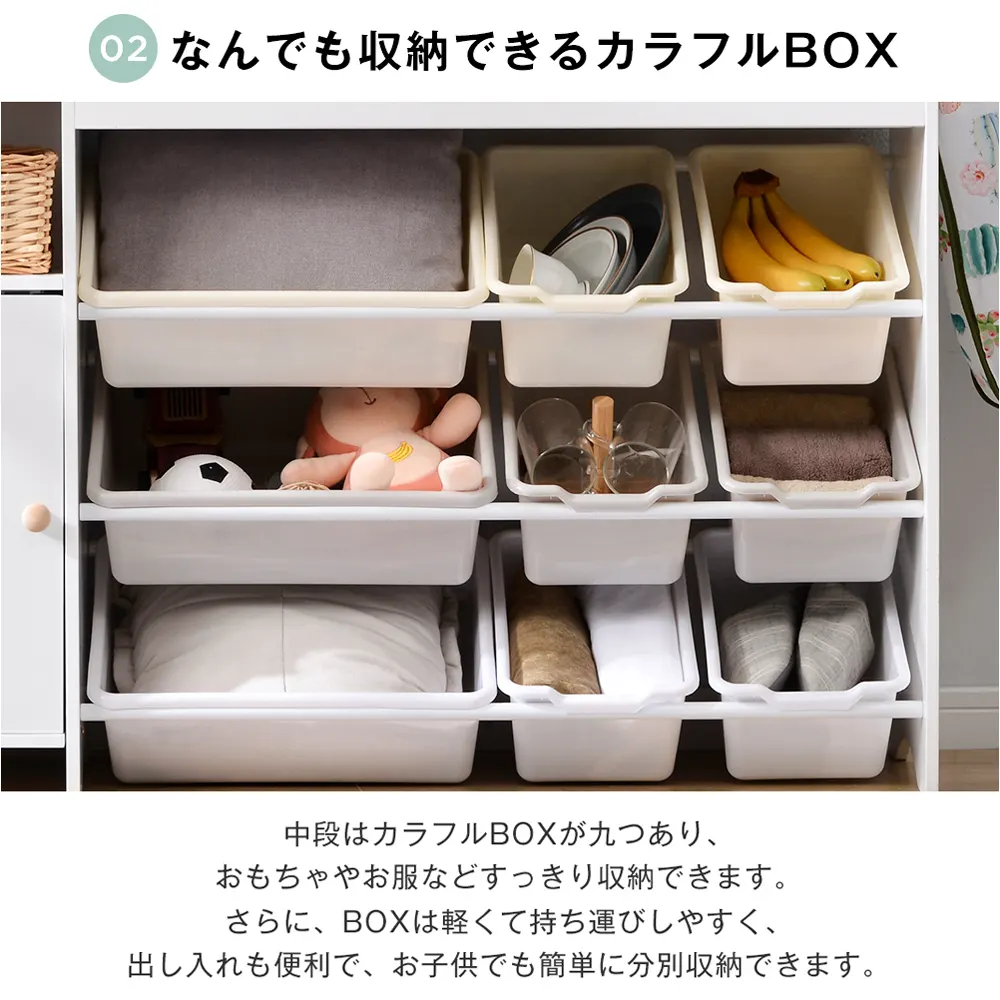 02 なんでも収納できるカラフルBOX
中段はカラフルBOXが九つあり、
おもちゃやお服などすっきり収納できます。
さらに、BOXは軽くて持ち運びしやすく、
出し入れも便利で、お子供でも簡単に分別収納できます。